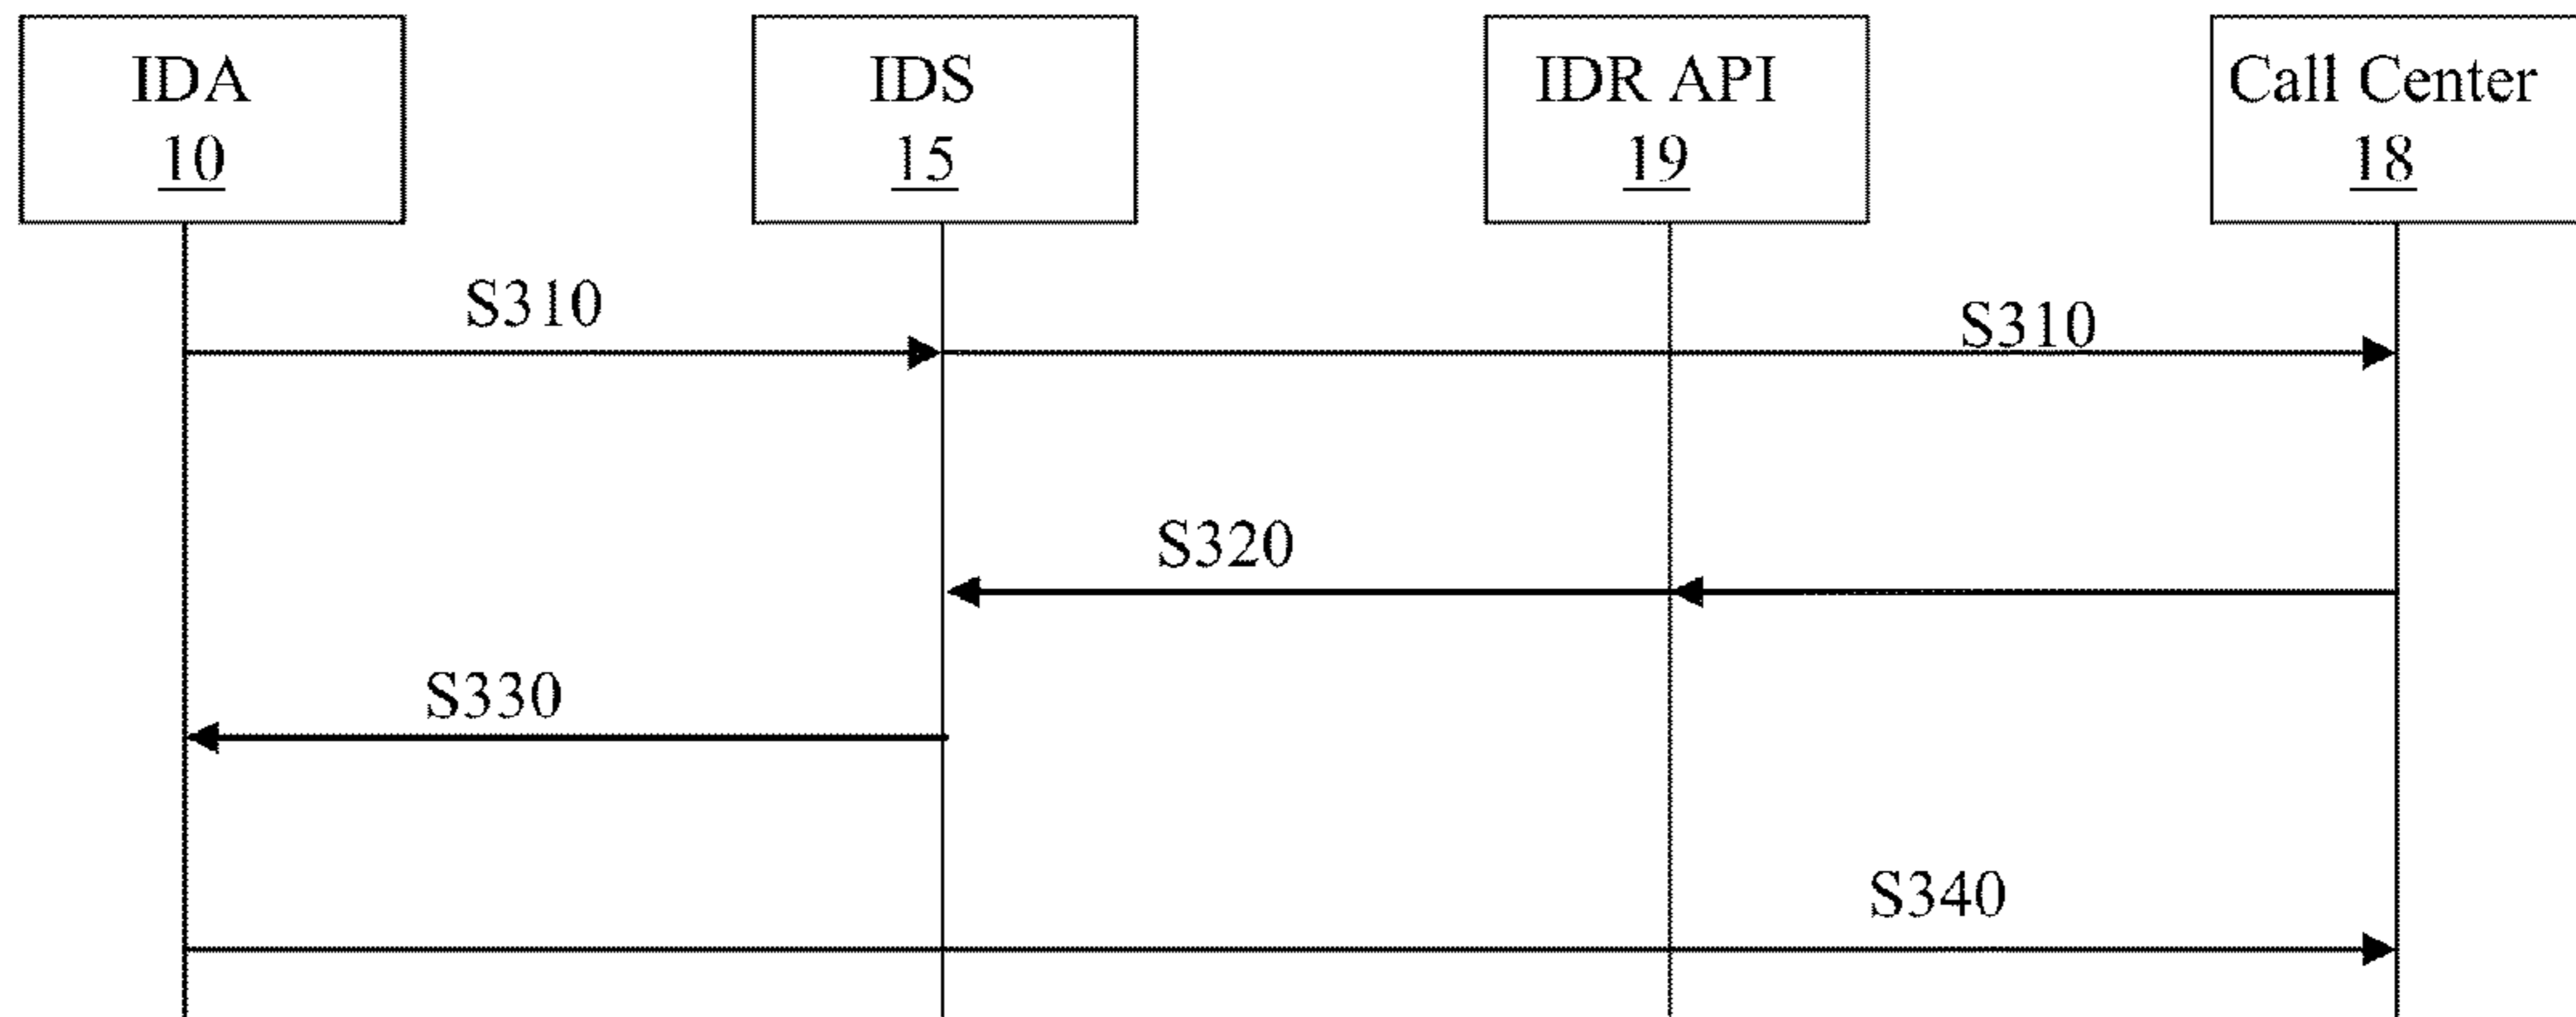 IDA
10
IDS
15
IDR API
19
Call Center
18
S310
S310
S320
S330
S340